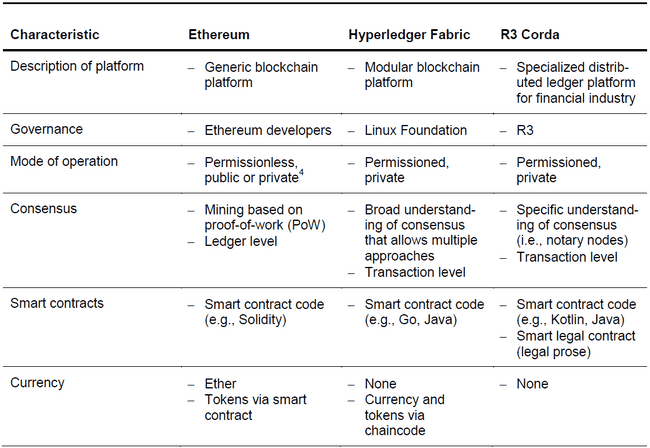 Characteristic Ethereum Hyperledger Fabric R3 Corda
Description of platform – Generic blockchain – Modular blockchain – Specialized distrib-
platform platform uted ledger platform
for financial industry
Governance – Ethereum developers – Linux Foundation – R3
Mode of operation – Permissionless, – Permissioned, – Permissioned,
public or private4 private private
Consensus – Mining based on – Broad understand- – Specific understand-
proof-of-work (PoW) ing of consensus ing of consensus
– Ledger level that allows multiple (i.e., notary nodes)
approaches – Transaction level
– Transaction level
Smart contracts – Smart contract code – Smart contract code – Smart contract code
(e.g., Solidity) (e.g., Go, Java) (e.g., Kotlin, Java)
– Smart legal contract
(legal prose)
Currency – Ether – None – None
– Tokens via smart – Currency and
contract tokens via
chaincode